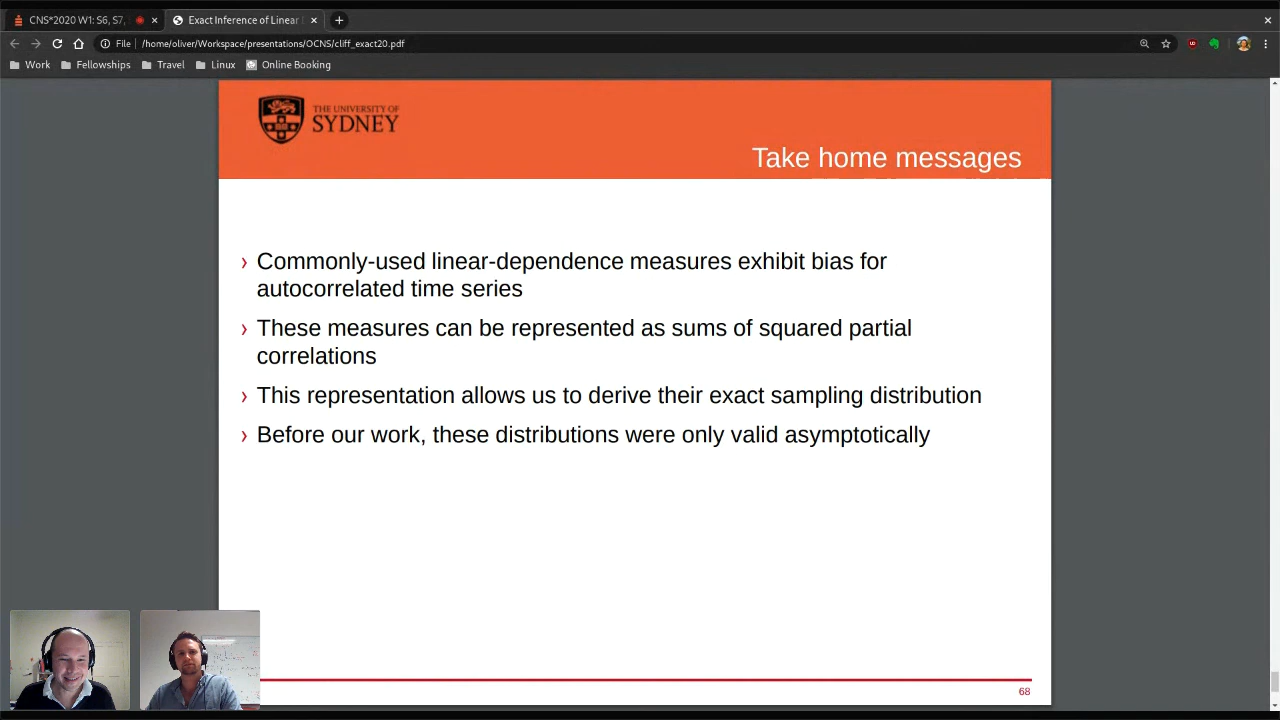 CNS*2020 W1: S6, S7,
Exact Inference of Linear
File
/home/oliver/Workspace/presentations/OCNS/cliff_exact20.pdf
Work
Fellowships
Travel
Linux
Online Booking
THE UNIVERSITY OF
SYDNEY
Take home messages
› Commonly-used linear-dependence measures exhibit bias for
autocorrelated time series
› These measures can be represented as sums of squared partial
correlations
› This representation allows us to derive their exact sampling distribution
› Before our work, these distributions were only valid asymptotically
68